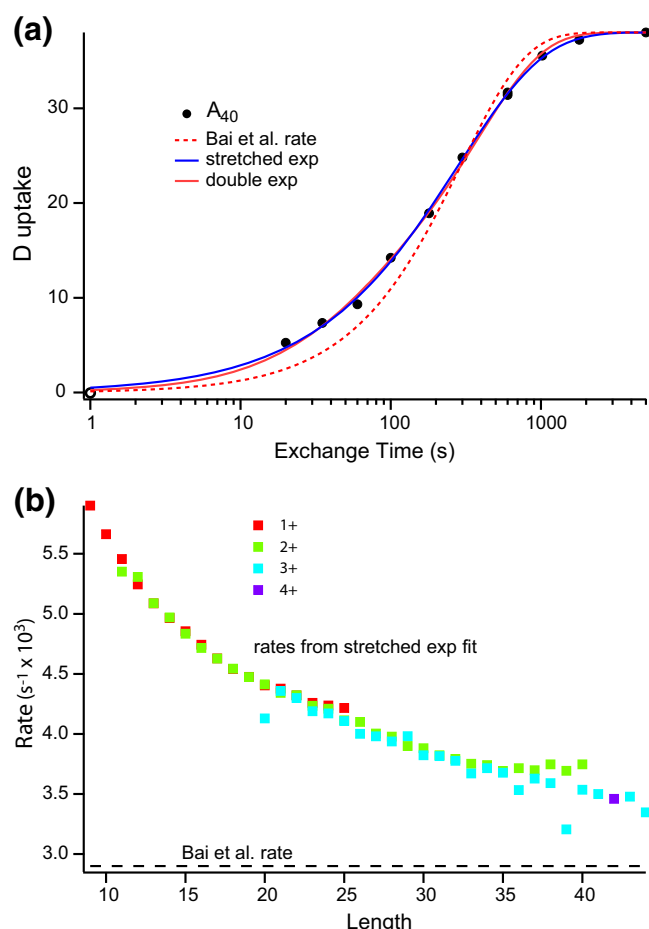 (a)
30
20
10
0
D uptake
A40
Bai et al. rate
stretched exp
double exp
1
10
100
1000
Exchange Time (s)
(b)
5.5
5.0
4.5
4.0
3.5
3.0
Rate (s-1 x 103)
1+
2+
3+
4+
rates from stretched exp fit
Bai et al. rate
10
15
20
25
30
35
40
Length